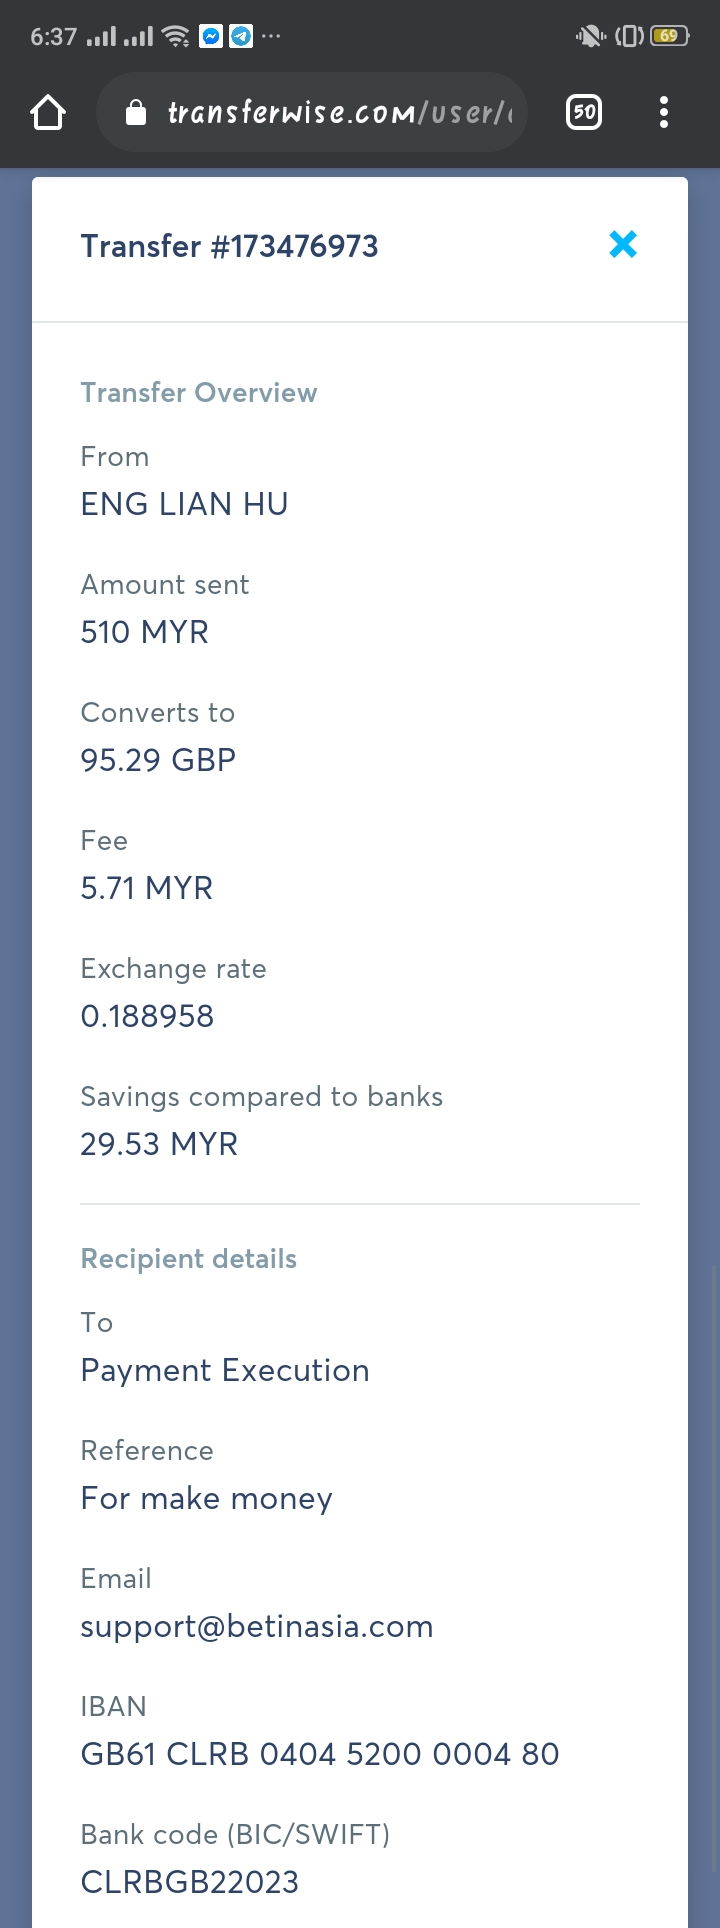 6:37
69
transferwise.com/user/
50
Transfer #173476973
Transfer Overview
From
ENG LIAN HU
Amount sent
510 MYR
Converts to
95.29 GBP
Fee
5.71 MYR
Exchange rate
0.188958
Savings compared to banks
29.53 MYR
Recipient details
To
Payment Execution
Reference
For make money
Email
support@betinasia.com
IBAN
GB61 CLRB 0404 5200 0004 80
Bank code (BIC/SWIFT)
CLRBGB22023